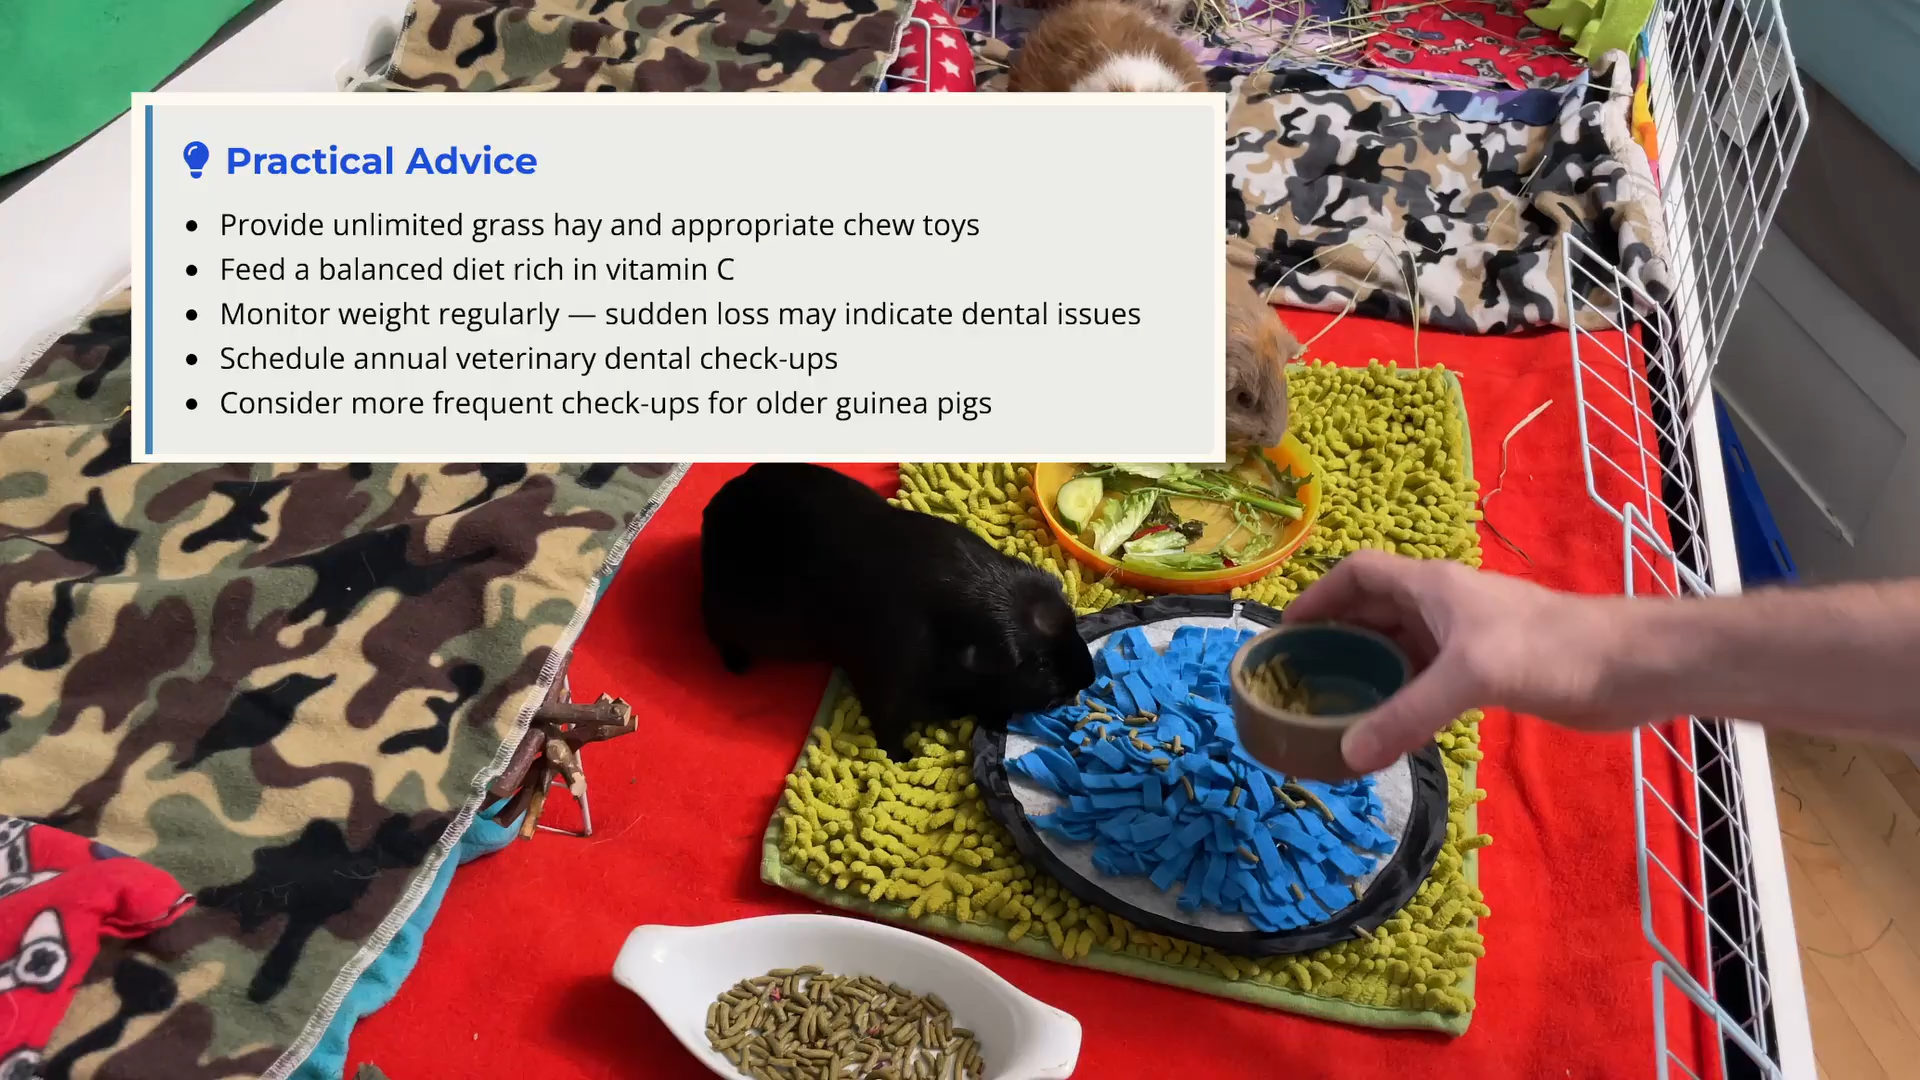 Practical Advice
Provide unlimited grass hay and appropriate chew toys
Feed a balanced diet rich in vitamin C
Monitor weight regularly — sudden loss may indicate dental issues
Schedule annual veterinary dental check-ups
Consider more frequent check-ups for older guinea pigs